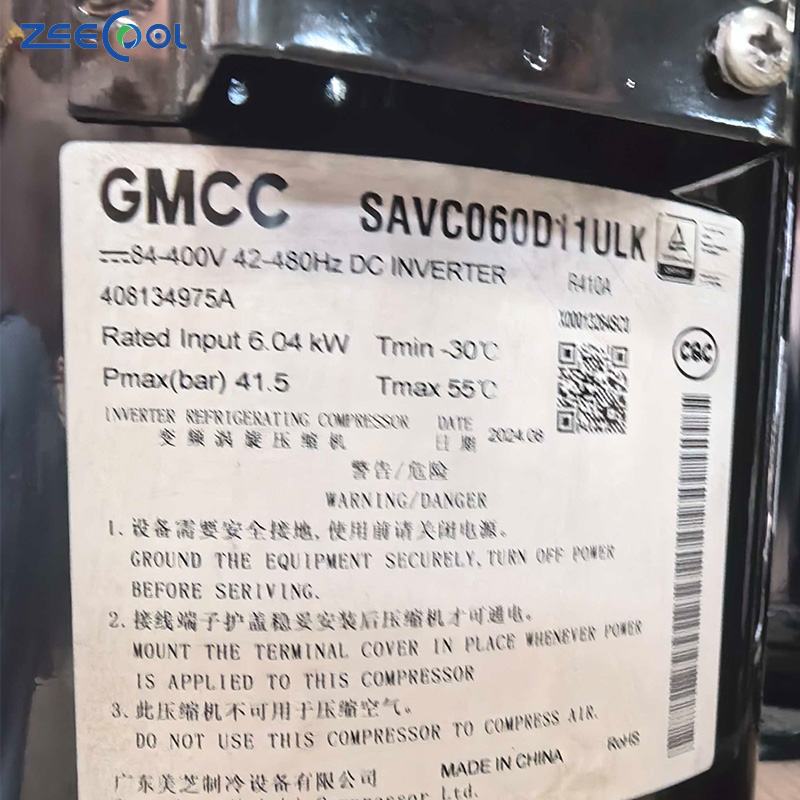 ZEECOOL
GMCC SAVC060D11ULK
84-400V 42-480Hz DC INVERTER R410A
408134975A
Rated Input 6.04 kW Tmin -30℃
Pmax(bar) 41.5 Tmax 55℃
CQC
INVERTER REFRIGERATING COMPRESSOR DATE
变频涡旋压缩机 日期 2024.08
警告/危险
WARNING/DANGER
1. 设备需要安全接地,使用前请关闭电源。
GROUND THE EQUIPMENT SECURELY, TURN OFF POWER
BEFORE SERIVING.
2. 接线端子护盖稳妥安装后压缩机才可通电。
MOUNT THE TERMINAL COVER IN PLACE WHENEVER POWER
IS APPLIED TO THIS COMPRESSOR
3. 此压缩机不可用于压缩空气。
DO NOT USE THIS COMPRESSOR TO COMPRESS AIR.
MADE IN CHINA RoHS
广东美芝制冷设备有限公司
Compressor Ltd.